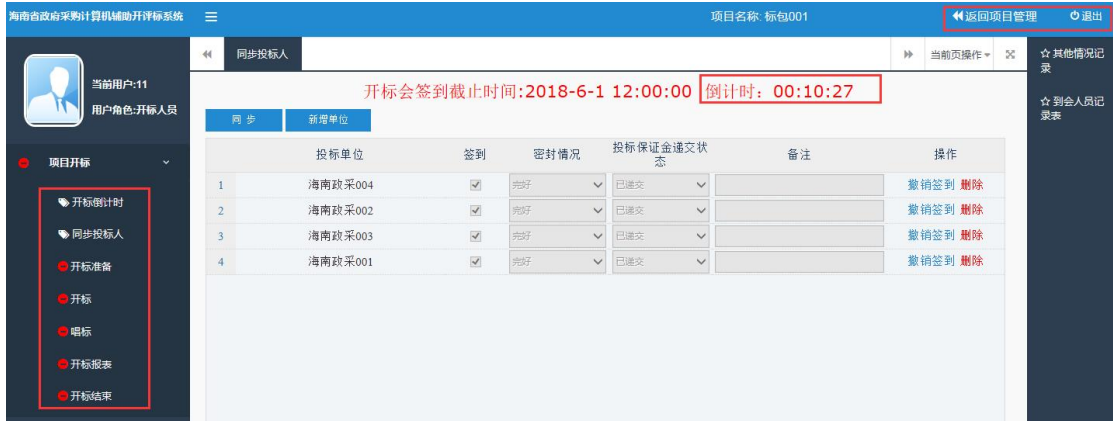 海南省政府采购计算机辅助开评标系统
项目名称: 标包001
返回项目管理
退出
当前用户:11
用户角色:开标人员
项目开标
开标倒计时
同步投标人
开标准备
开标
唱标
开标报表
开标结束
同步投标人
当前页操作
开标会签到截止时间:2018-6-1 12:00:00 倒计时：00:10:27
同 步 新增单位
投标单位 签到 密封情况 投标保证金递交状态 备注 操作
1 海南政采004 完好 已递交 撤销签到 删除
2 海南政采002 完好 已递交 撤销签到 删除
3 海南政采003 完好 已递交 撤销签到 删除
4 海南政采001 完好 已递交 撤销签到 删除
其他情况记
录
到会人员记
录表